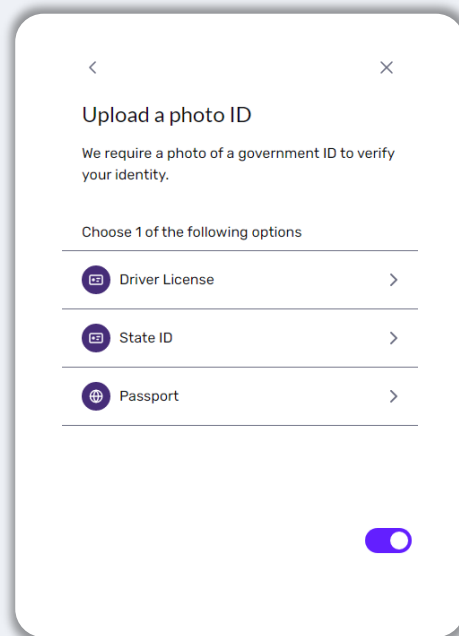 Upload a photo ID
We require a photo of a government ID to verify
your identity.
Choose 1 of the following options
Driver License
State ID
Passport